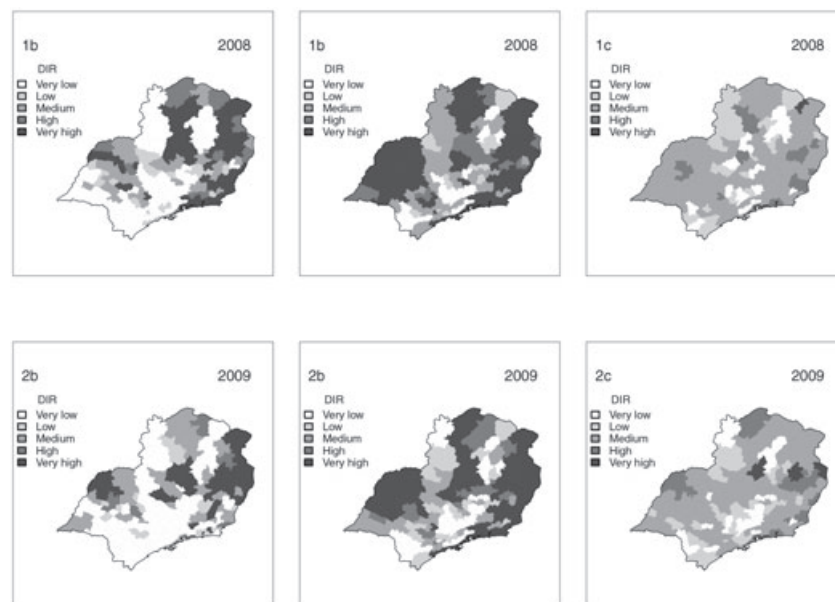 1b 2008
DIR
Very low
Low
Medium
High
Very high
1b 2008
DIR
Very low
Low
Medium
High
Very high
1c 2008
DIR
Very low
Low
Medium
High
Very high
2b 2009
DIR
Very low
Low
Medium
High
Very high
2b 2009
DIR
Very low
Low
Medium
High
Very high
2c 2009
DIR
Very low
Low
Medium
High
Very high